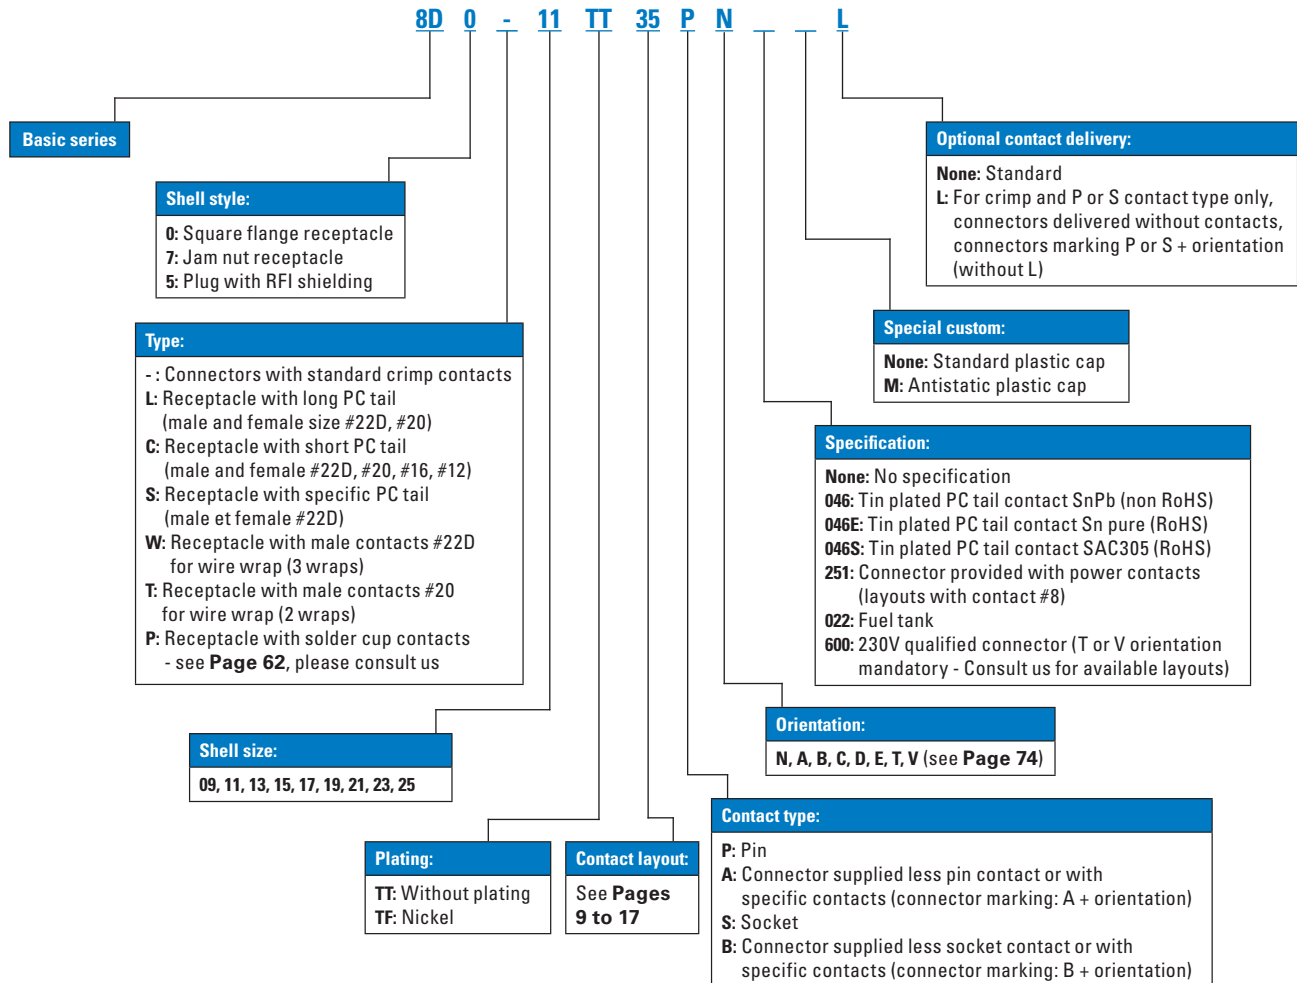 8D 0 - 11 TT 35 P N _ _ L
Basic series
Shell style:
0: Square flange receptacle
7: Jam nut receptacle
5: Plug with RFI shielding
Type:
- : Connectors with standard crimp contacts
L: Receptacle with long PC tail
(male and female size #22D, #20)
C: Receptacle with short PC tail
(male and female #22D, #20, #16, #12)
S: Receptacle with specific PC tail
(male et female #22D)
W: Receptacle with male contacts #22D
for wire wrap (3 wraps)
T: Receptacle with male contacts #20
for wire wrap (2 wraps)
P: Receptacle with solder cup contacts
- see Page 62, please consult us
Shell size:
09, 11, 13, 15, 17, 19, 21, 23, 25
Plating:
TT: Without plating
TF: Nickel
Contact layout:
See Pages
9 to 17
Optional contact delivery:
None: Standard
L: For crimp and P or S contact type only,
connectors delivered without contacts,
connectors marking P or S + orientation
(without L)
Special custom:
None: Standard plastic cap
M: Antistatic plastic cap
Specification:
None: No specification
046: Tin plated PC tail contact SnPb (non RoHS)
046E: Tin plated PC tail contact Sn pure (RoHS)
046S: Tin plated PC tail contact SAC305 (RoHS)
251: Connector provided with power contacts
(layouts with contact #8)
022: Fuel tank
600: 230V qualified connector (T or V orientation
mandatory - Consult us for available layouts)
Orientation:
N, A, B, C, D, E, T, V (see Page 74)
Contact type:
P: Pin
A: Connector supplied less pin contact or with
specific contacts (connector marking: A + orientation)
S: Socket
B: Connector supplied less socket contact or with
specific contacts (connector marking: B + orientation)